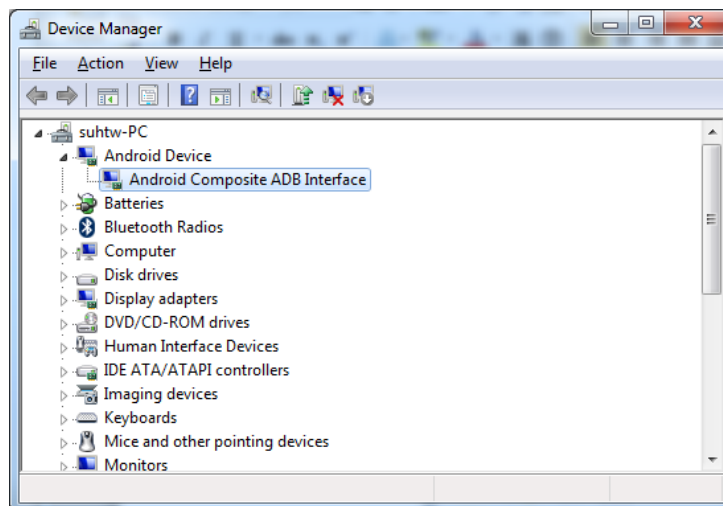 Device Manager
File Action View Help
suhtw-PC
Android Device
Android Composite ADB Interface
Batteries
Bluetooth Radios
Computer
Disk drives
Display adapters
DVD/CD-ROM drives
Human Interface Devices
IDE ATA/ATAPI controllers
Imaging devices
Keyboards
Mice and other pointing devices
Monitors